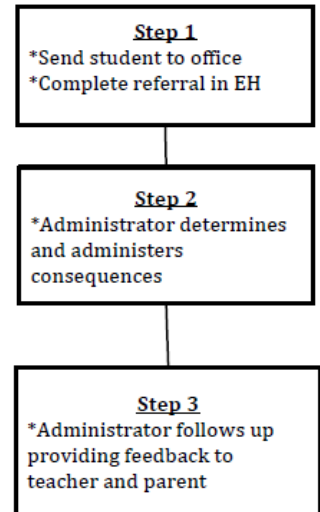 Step 1
*Send student to office
*Complete referral in EH
Step 2
*Administrator determines
and administers
consequences
Step 3
*Administrator follows up
providing feedback to
teacher and parent